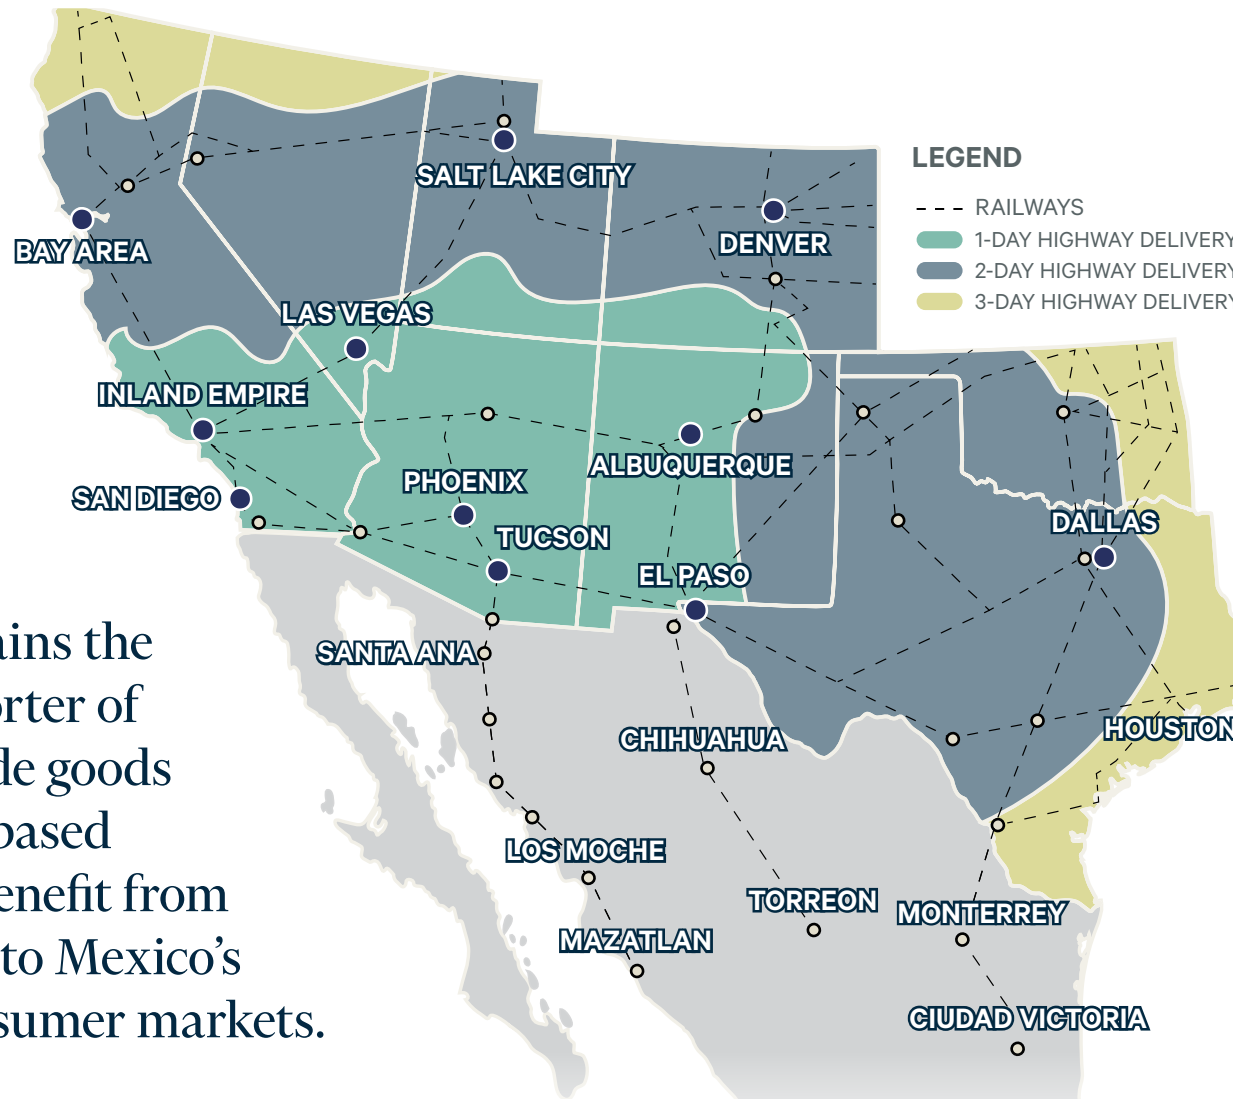 LEGEND
RAILWAYS
1-DAY HIGHWAY DELIVERY
2-DAY HIGHWAY DELIVERY
3-DAY HIGHWAY DELIVERY
SALT LAKE CITY
BAY AREA
DENVER
LAS VEGAS
INLAND EMPIRE
ALBUQUERQUE
PHOENIX
SAN DIEGO
TUCSON
DALLAS
EL PASO
SANTA ANA
CHIHUAHUA
HOUSTON
LOS MOCHE
TORREON
MONTERREY
MAZATLAN
CIUDAD VICTORIA
ains the
orter of
de goods
based
enefit from
to Mexico’s
sumer markets.